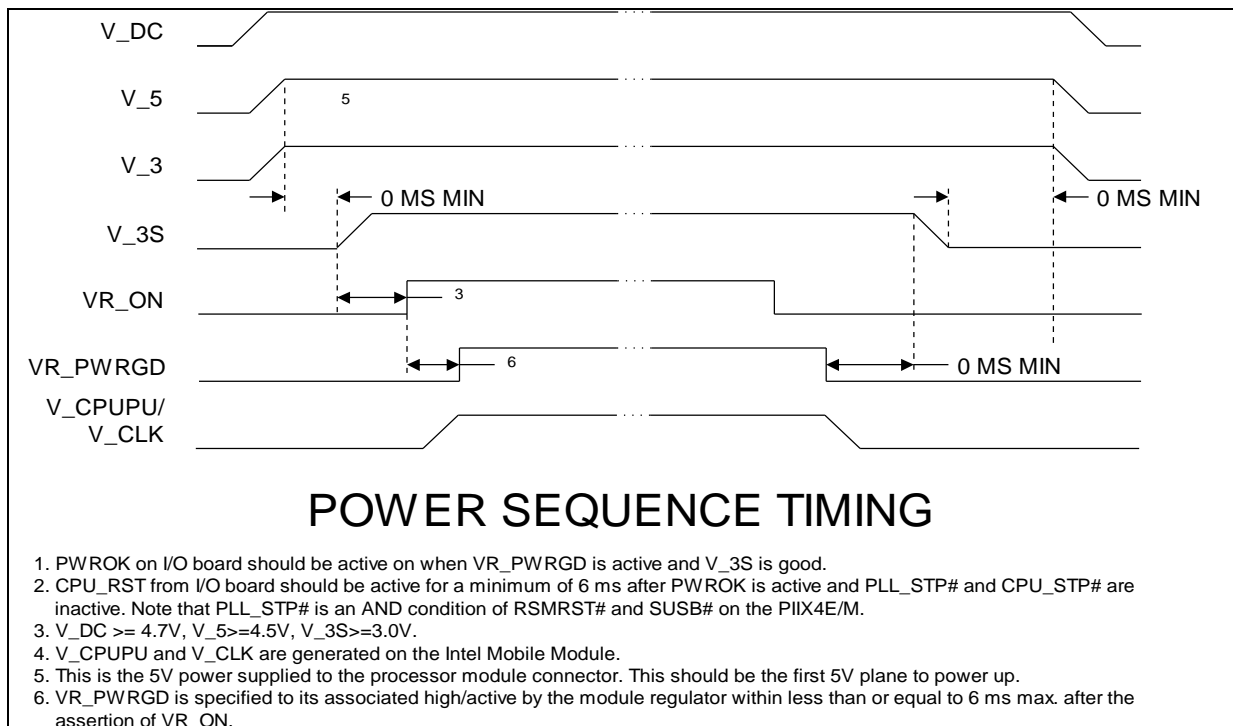 V_DC
V_5
5
V_3
0 MS MIN
0 MS MIN
V_3S
VR_ON
3
VR_PWRGD
6
0 MS MIN
V_CPUPU/
V_CLK
POWER SEQUENCE TIMING
1. PWROK on I/O board should be active on when VR_PWRGD is active and V_3S is good.
2. CPU_RST from I/O board should be active for a minimum of 6 ms after PWROK is active and PLL_STP# and CPU_STP# are
inactive. Note that PLL_STP# is an AND condition of RSMRST# and SUSB# on the PIIX4E/M.
3. V_DC >= 4.7V, V_5>=4.5V, V_3S>=3.0V.
4. V_CPUPU and V_CLK are generated on the Intel Mobile Module.
5. This is the 5V power supplied to the processor module connector. This should be the first 5V plane to power up.
6. VR_PWRGD is specified to its associated high/active by the module regulator within less than or equal to 6 ms max. after the
assertion of VR_ON.